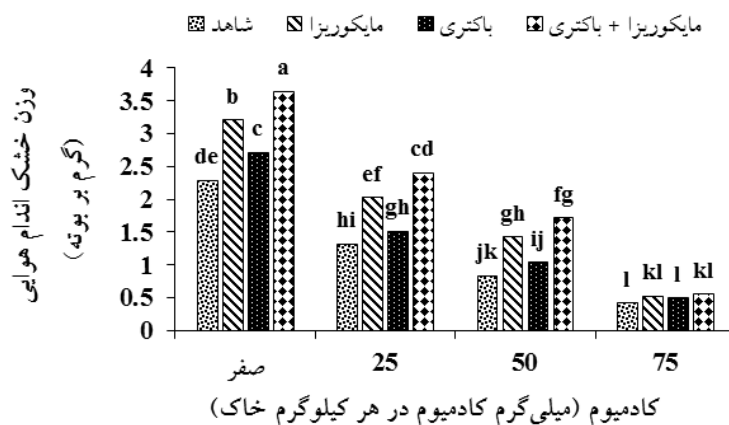 شاهد مایکوریزا باکتری مایکوریزا + باکتری
وزن خشک اندام هوایی
(گرم بر بوته)
4
3.5
3
2.5
2
1.5
1
0.5
0
de b c a
hi ef gh cd
jk gh ij fg
l kl l kl
صفر 25 50 75
کادمیوم (میلی‌گرم کادمیوم در هر کیلوگرم خاک)